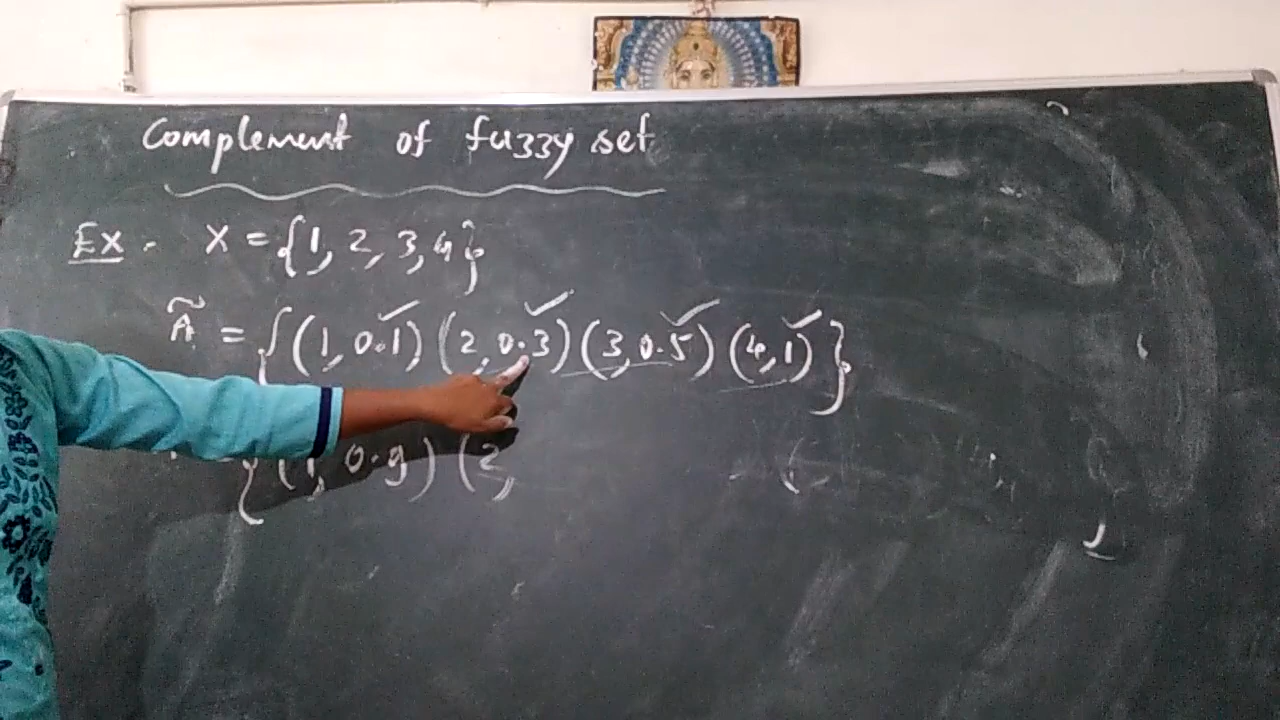 Complement of fuzzy set
Ex. X = {1, 2, 3, 4}
Ã = {(1, 0.1) (2, 0.3) (3, 0.5) (4, 1)}
= {(1, 0.9) (2,